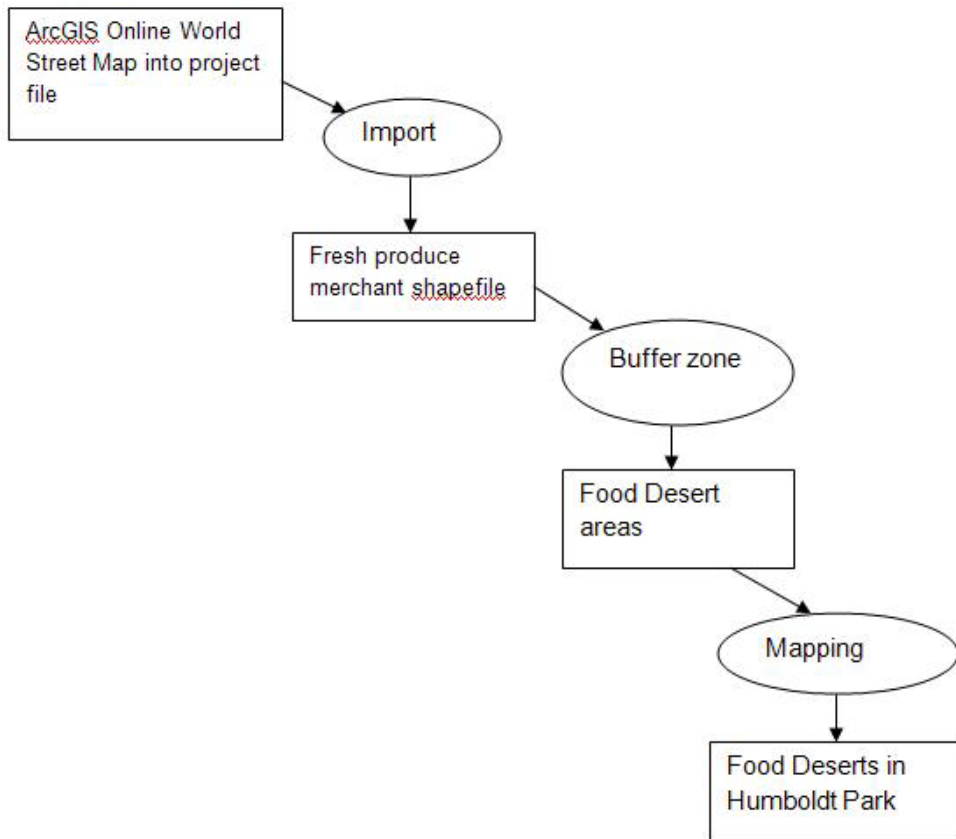 ArcGIS Online World
Street Map into project
file
Import
Fresh produce
merchant shapefile
Buffer zone
Food Desert
areas
Mapping
Food Deserts in
Humboldt Park